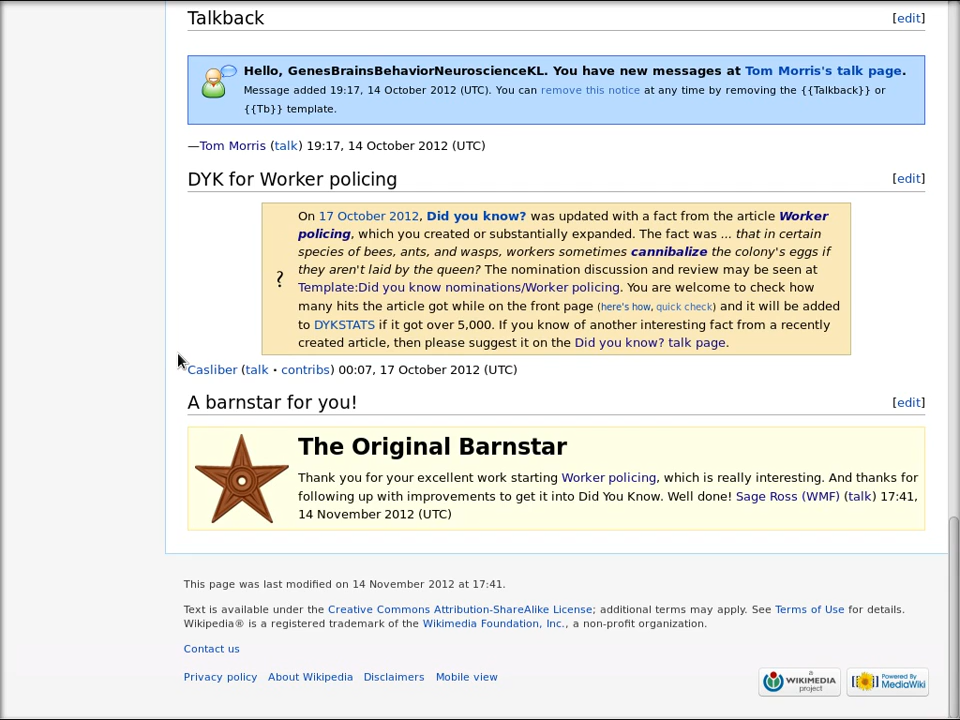 Talkback [edit]
Hello, GenesBrainsBehaviorNeuroscienceKL. You have new messages at Tom Morris's talk page.
Message added 19:17, 14 October 2012 (UTC). You can remove this notice at any time by removing the {{Talkback}} or
{{Tb}} template.
—Tom Morris (talk) 19:17, 14 October 2012 (UTC)
DYK for Worker policing [edit]
On 17 October 2012, Did you know? was updated with a fact from the article Worker
policing, which you created or substantially expanded. The fact was ... that in certain
species of bees, ants, and wasps, workers sometimes cannibalize the colony's eggs if
they aren't laid by the queen? The nomination discussion and review may be seen at
?
Template:Did you know nominations/Worker policing. You are welcome to check how
many hits the article got while on the front page (here's how, quick check) and it will be added
to DYKSTATS if it got over 5,000. If you know of another interesting fact from a recently
created article, then please suggest it on the Did you know? talk page.
Casliber (talk · contribs) 00:07, 17 October 2012 (UTC)
A barnstar for you! [edit]
The Original Barnstar
Thank you for your excellent work starting Worker policing, which is really interesting. And thanks for
following up with improvements to get it into Did You Know. Well done! Sage Ross (WMF) (talk) 17:41,
14 November 2012 (UTC)
This page was last modified on 14 November 2012 at 17:41.
Text is available under the Creative Commons Attribution-ShareAlike License; additional terms may apply. See Terms of Use for details.
Wikipedia® is a registered trademark of the Wikimedia Foundation, Inc., a non-profit organization.
Contact us
Privacy policy About Wikipedia Disclaimers Mobile view
a
WIKIMEDIA
project
Powered By
MediaWiki